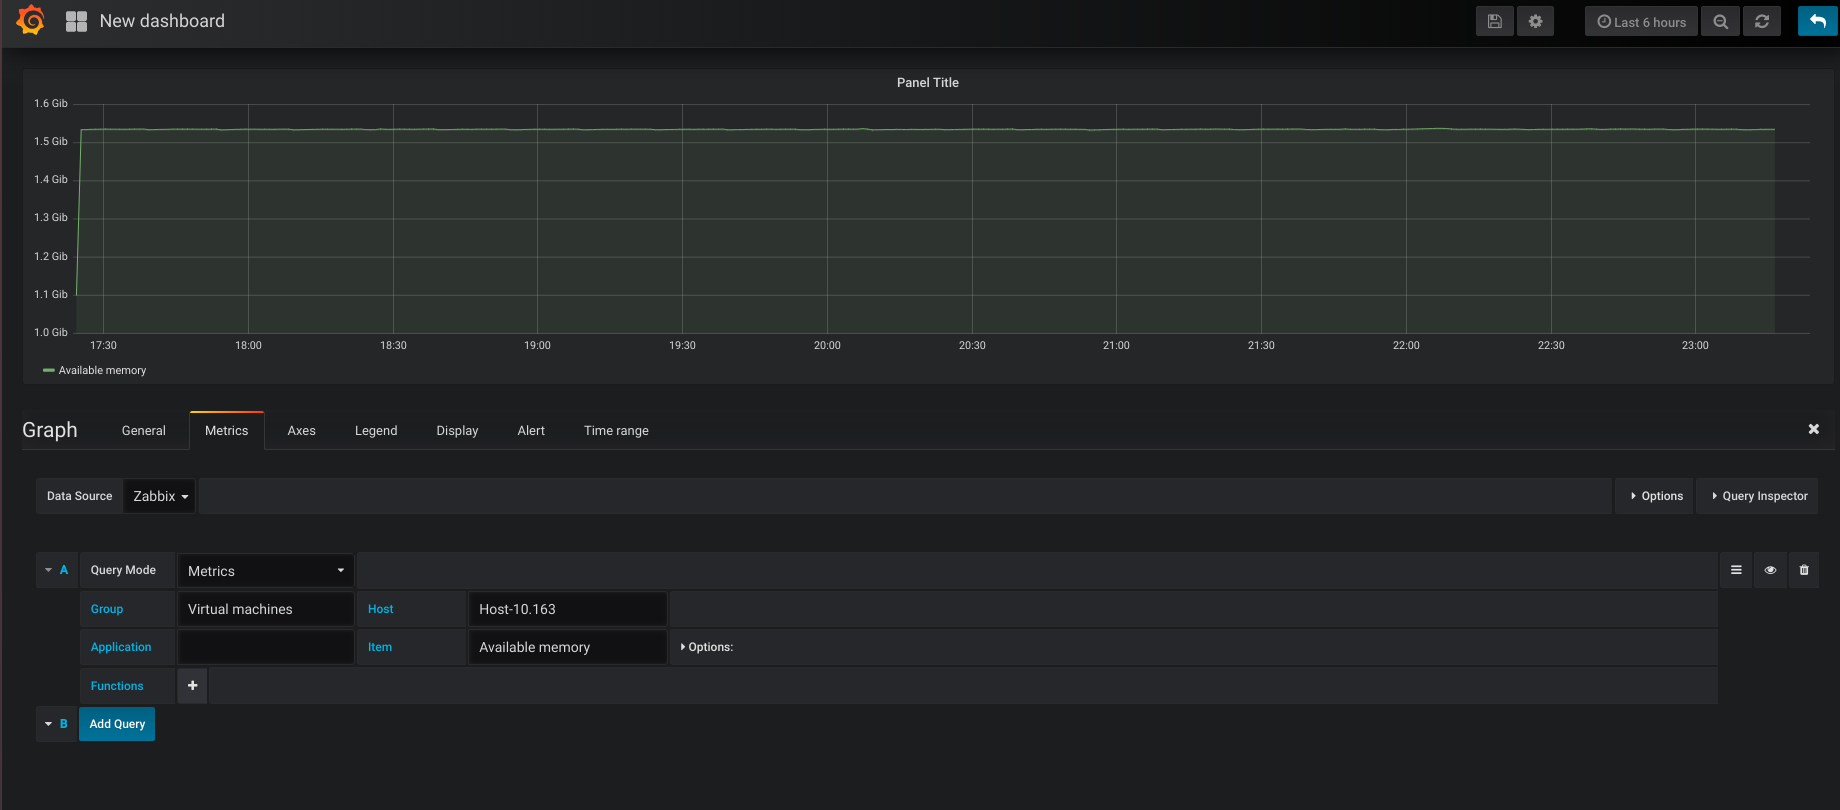 New dashboard
Last 6 hours
Panel Title
1.6 Gib
1.5 Gib
1.4 Gib
1.3 Gib
1.2 Gib
1.1 Gib
1.0 Gib
17:30 18:00 18:30 19:00 19:30 20:00 20:30 21:00 21:30 22:00 22:30 23:00
Available memory
Graph General Metrics Axes Legend Display Alert Time range
Data Source Zabbix Options Query Inspector
A Query Mode Metrics
Group Virtual machines Host Host-10.163
Application Item Available memory Options:
Functions
B Add Query